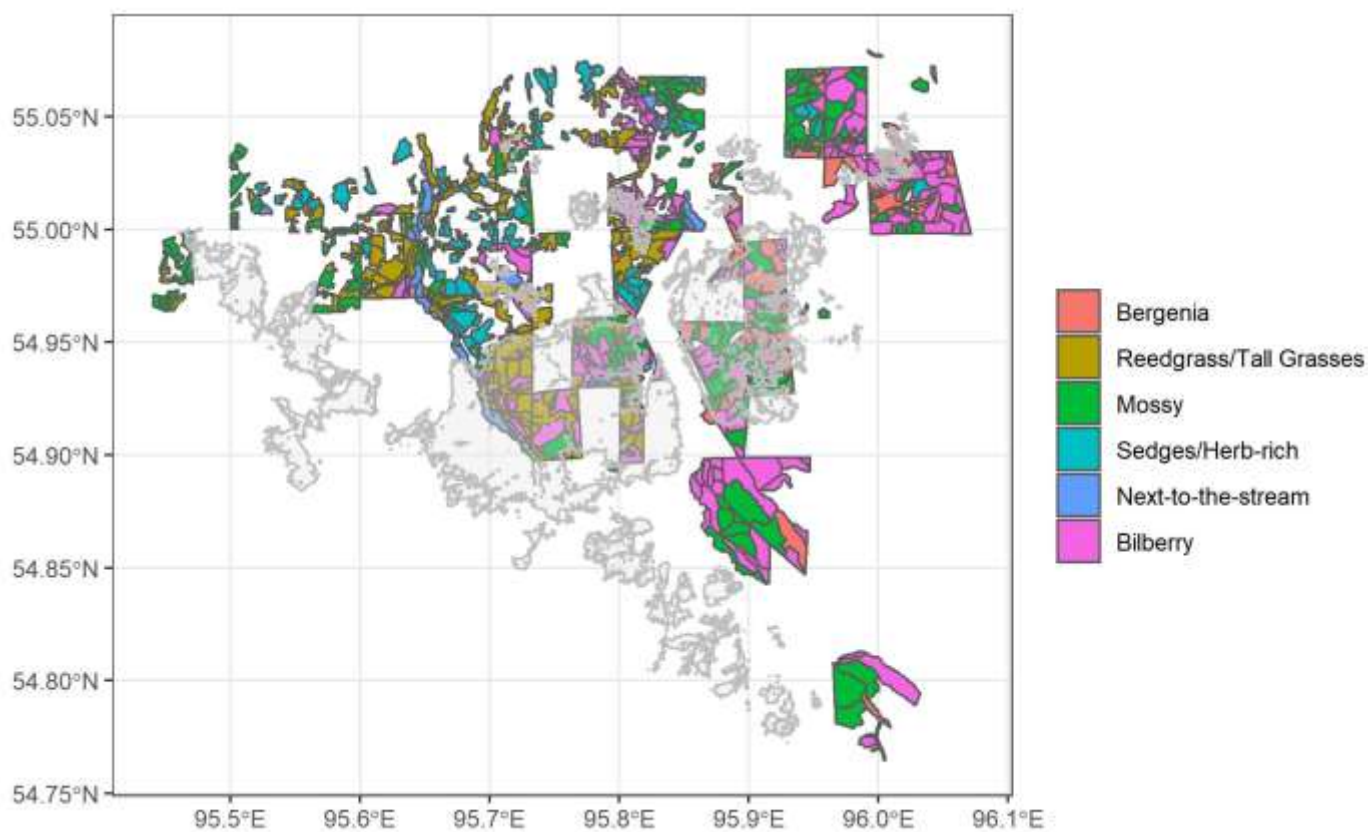 55.05°N
55.00°N
54.95°N
54.90°N
54.85°N
54.80°N
54.75°N
95.5°E 95.6°E 95.7°E 95.8°E 95.9°E 96.0°E 96.1°E
Bergenia
Reedgrass/Tall Grasses
Mossy
Sedges/Herb-rich
Next-to-the-stream
Bilberry